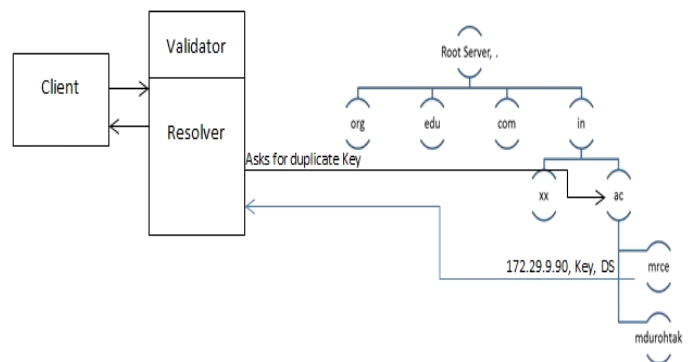 Validator
Root Server, .
Client
Resolver
org
edu
com
in
Asks for duplicate Key
xx
ac
172.29.9.90, Key, DS
mrce
mdurohtak